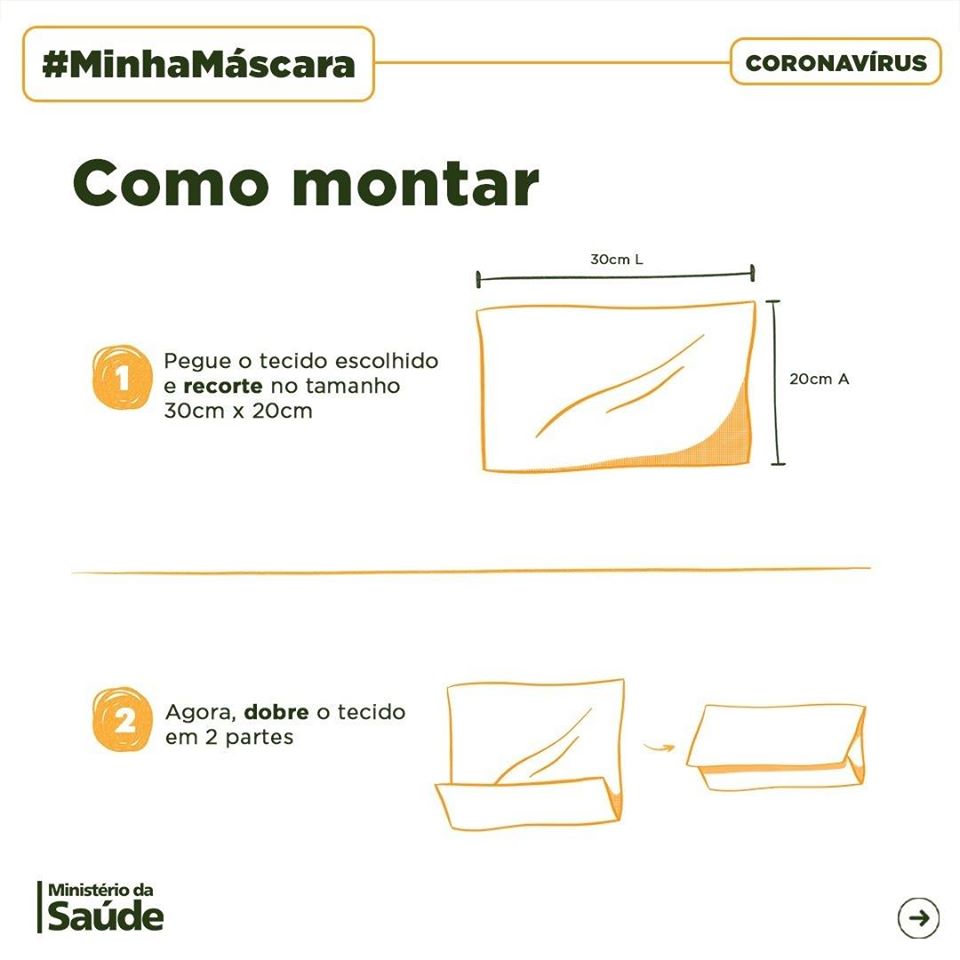 #MinhaMáscara
CORONAVÍRUS
Como montar
30cm L
20cm A
1
Pegue o tecido escolhido
e recorte no tamanho
30cm x 20cm
2
Agora, dobre o tecido
em 2 partes
Ministério da
Saúde